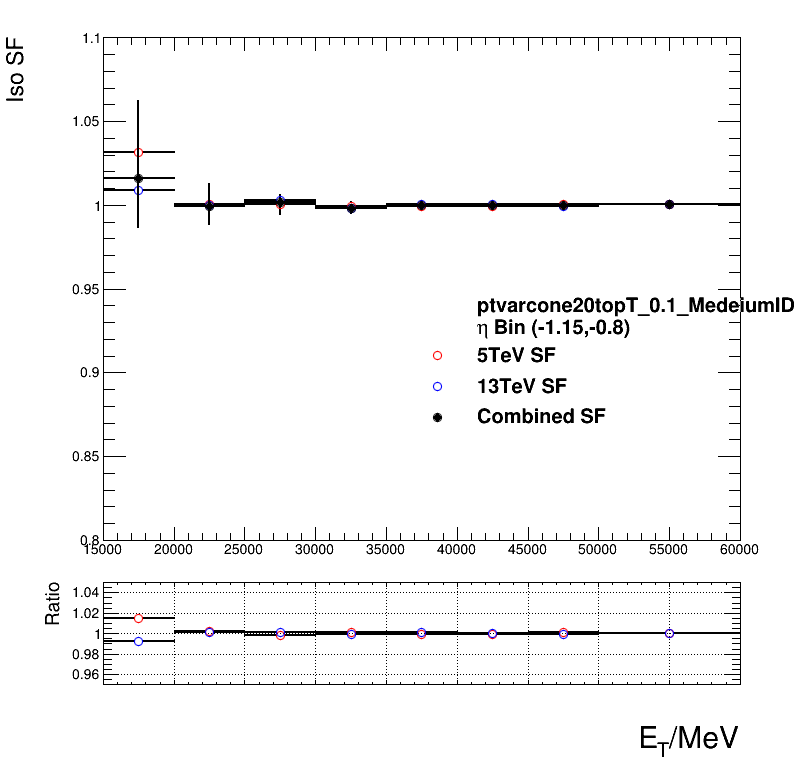 Iso SF
1.1
1.05
1
0.95
0.9
0.85
0.8
ptvarcone20topT_0.1_MedeiumID
η Bin (-1.15,-0.8)
5TeV SF
13TeV SF
Combined SF
15000 20000 25000 30000 35000 40000 45000 50000 55000 60000
Ratio
1.04
1.02
1
0.98
0.96
E_T/MeV